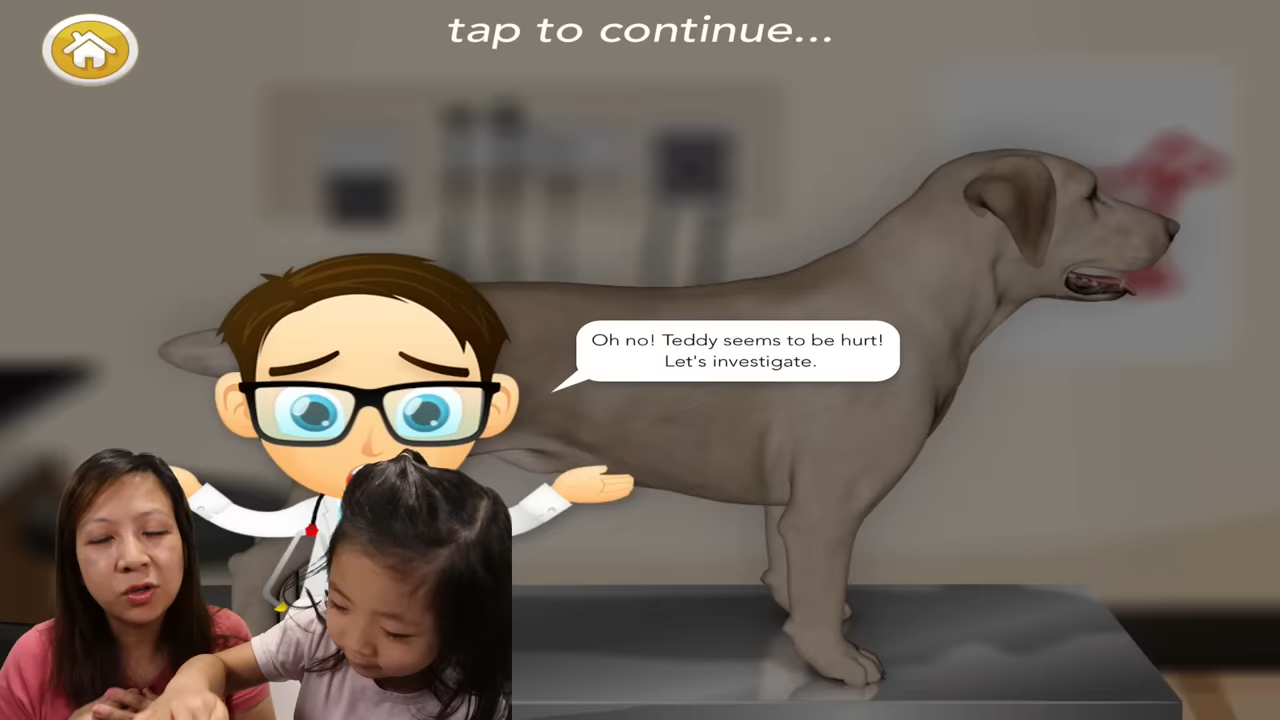 tap to continue...
Oh no! Teddy seems to be hurt!
Let's investigate.